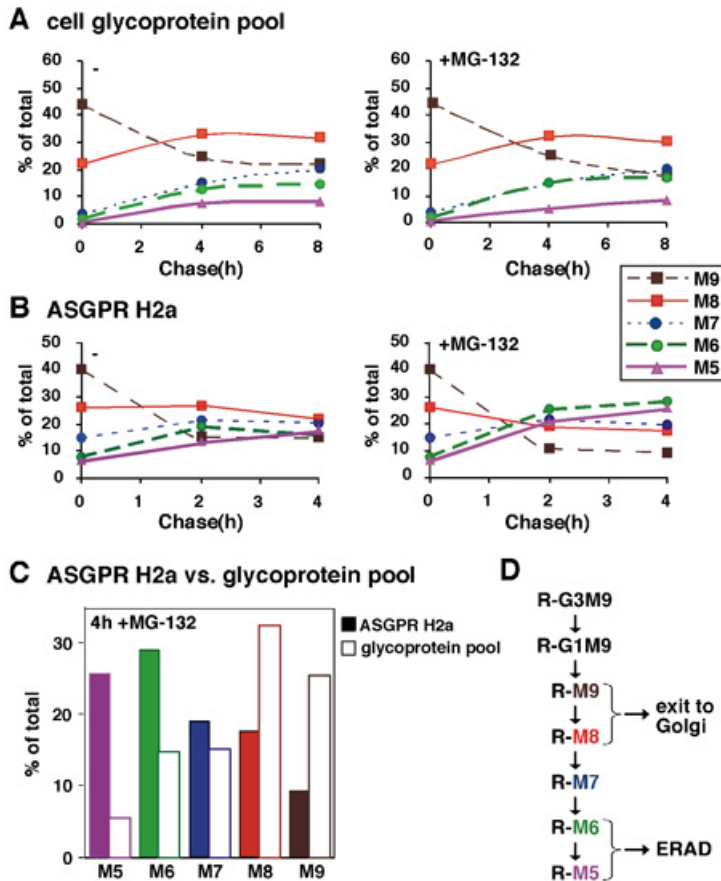 A cell glycoprotein pool
-
% of total
60
50
40
30
20
10
0
0 2 4 6 8
Chase(h)
+MG-132
% of total
60
50
40
30
20
10
0
0 2 4 6 8
Chase(h)
M9
M8
M7
M6
M5
B ASGPR H2a
-
% of total
50
40
30
20
10
0
0 1 2 3 4
Chase(h)
+MG-132
% of total
50
40
30
20
10
0
0 1 2 3 4
Chase(h)
C ASGPR H2a vs. glycoprotein pool
4h +MG-132
ASGPR H2a
glycoprotein pool
% of total
30
20
10
0
M5 M6 M7 M8 M9
D
R-G3M9
R-G1M9
R-M9
R-M8
exit to
Golgi
R-M7
R-M6
R-M5
ERAD